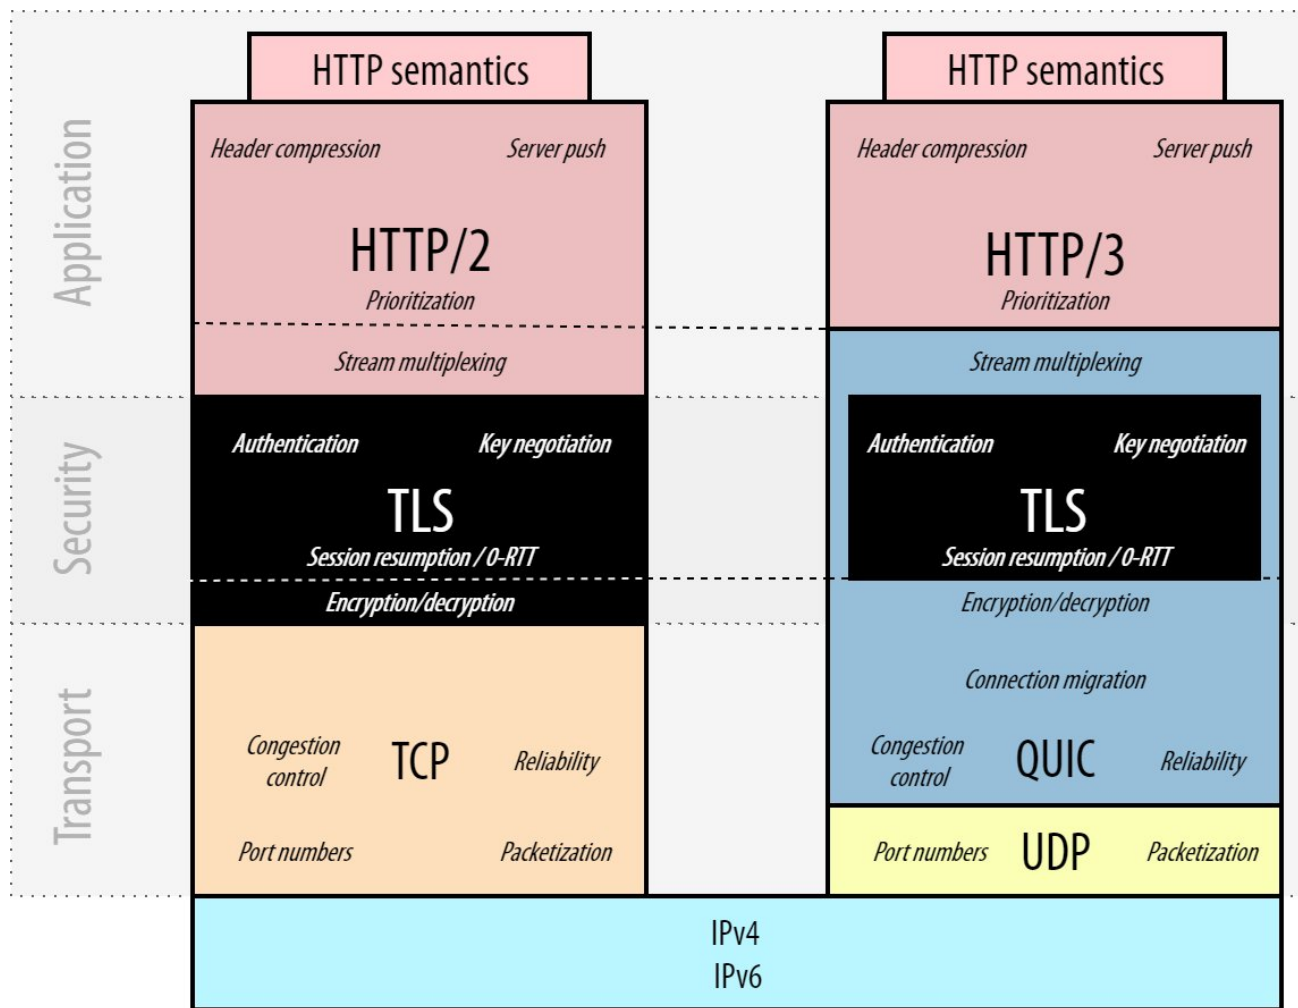 Application
Security
Transport
HTTP semantics
Header compression
Server push
HTTP/2
Prioritization
Stream multiplexing
Authentication
Key negotiation
TLS
Session resumption / 0-RTT
Encryption/decryption
Congestion
control
TCP
Reliability
Port numbers
Packetization
HTTP semantics
Header compression
Server push
HTTP/3
Prioritization
Stream multiplexing
Authentication
Key negotiation
TLS
Session resumption / 0-RTT
Encryption/decryption
Connection migration
Congestion
control
QUIC
Reliability
Port numbers
UDP
Packetization
IPv4
IPv6